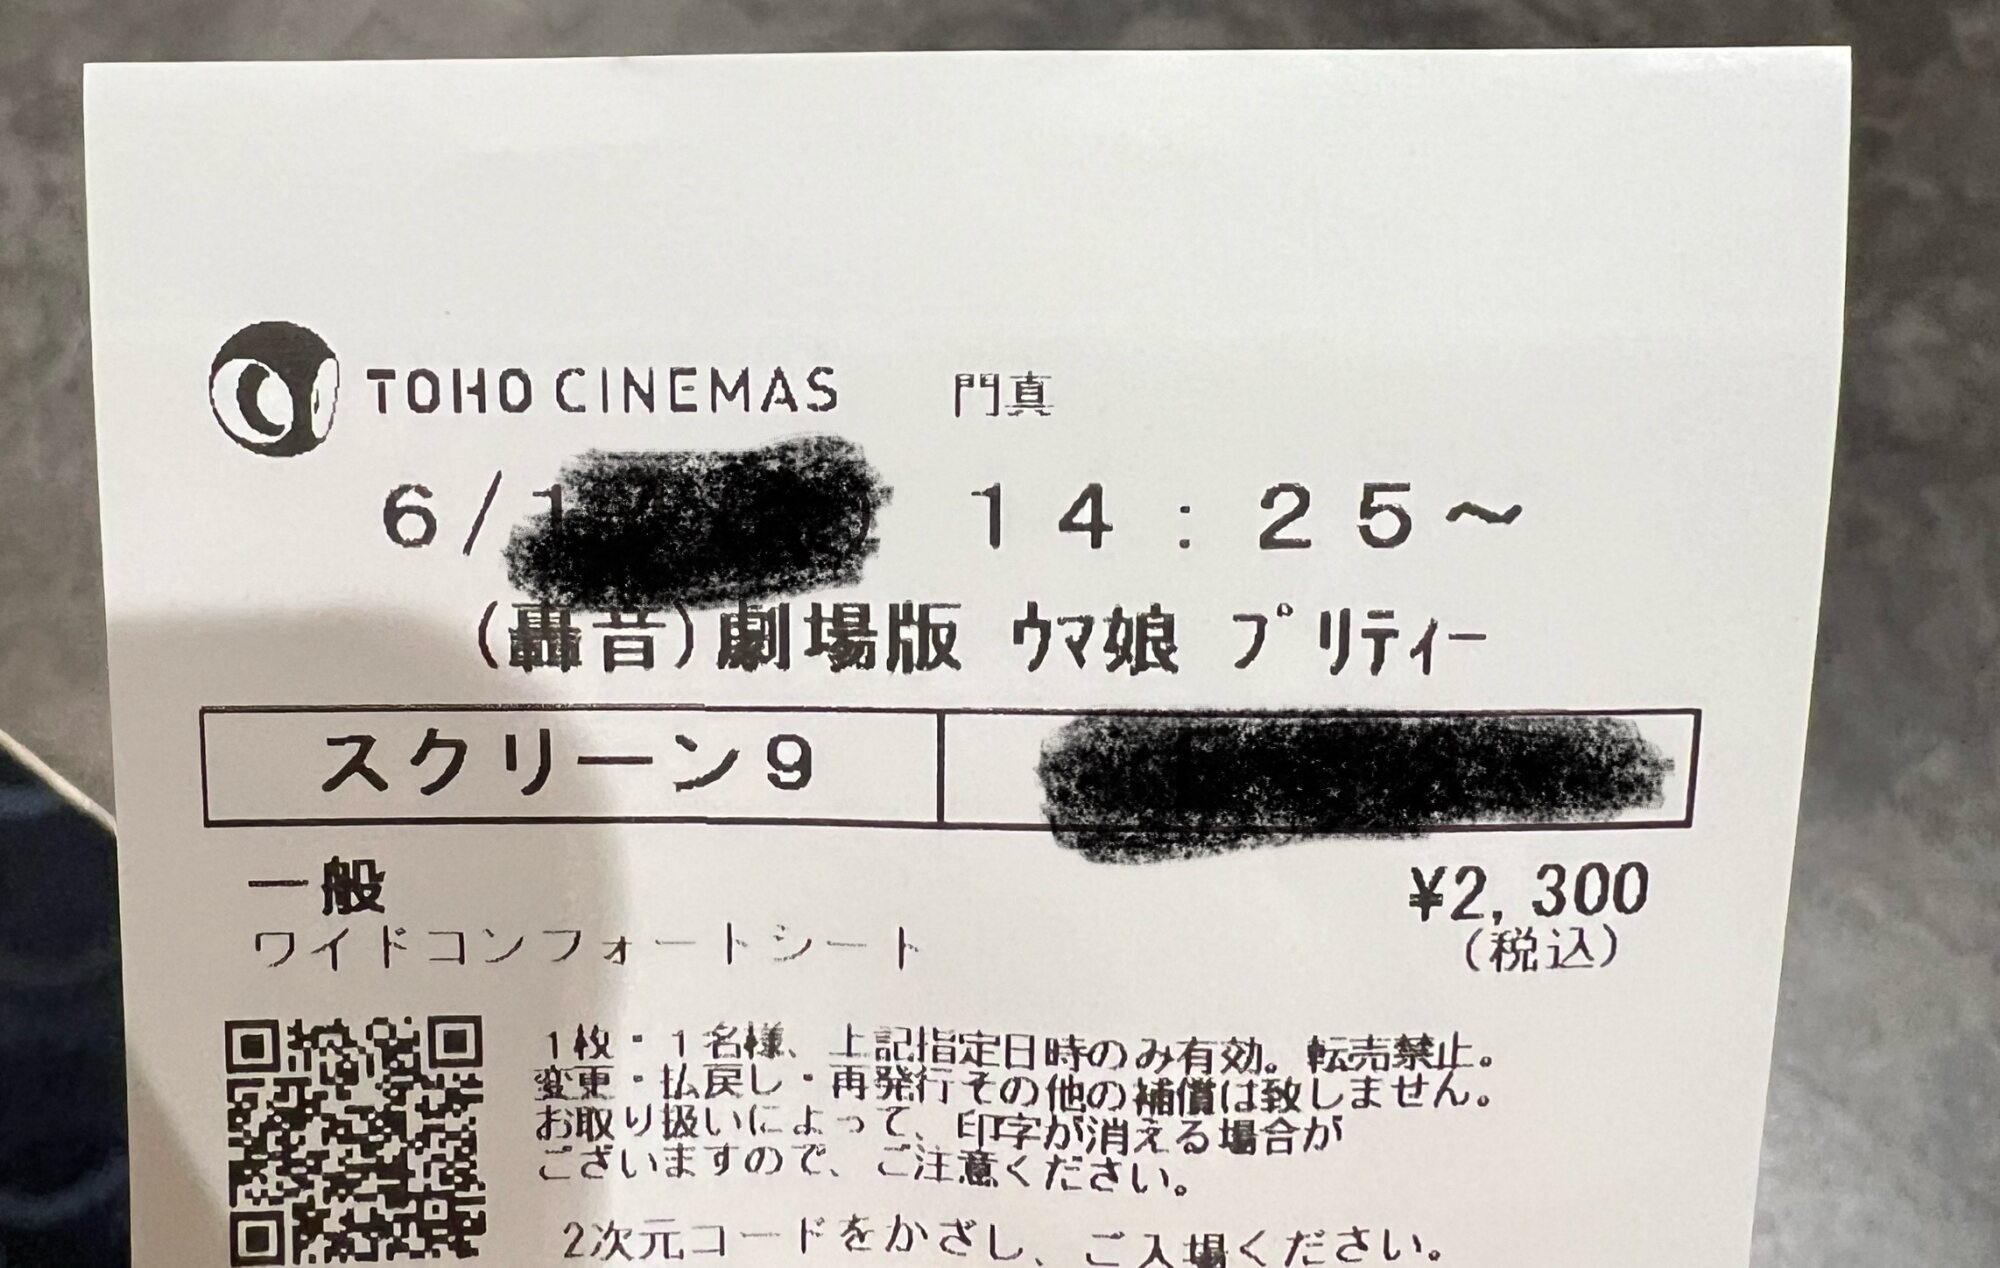 TOHO CINEMAS 門真
6/1 14:25～
(轟音)劇場版 ウマ娘 プリティー
スクリーン9
一般 ¥2,300
ワイドコンフォートシート (税込)
1枚・1名様、上記指定日時のみ有効。転売禁止。
変更・払戻し・再発行その他の補償は致しません。
お取り扱いによって、印字が消える場合が
ございますので、ご注意ください。
2次元コードをかざし、ご入場ください。